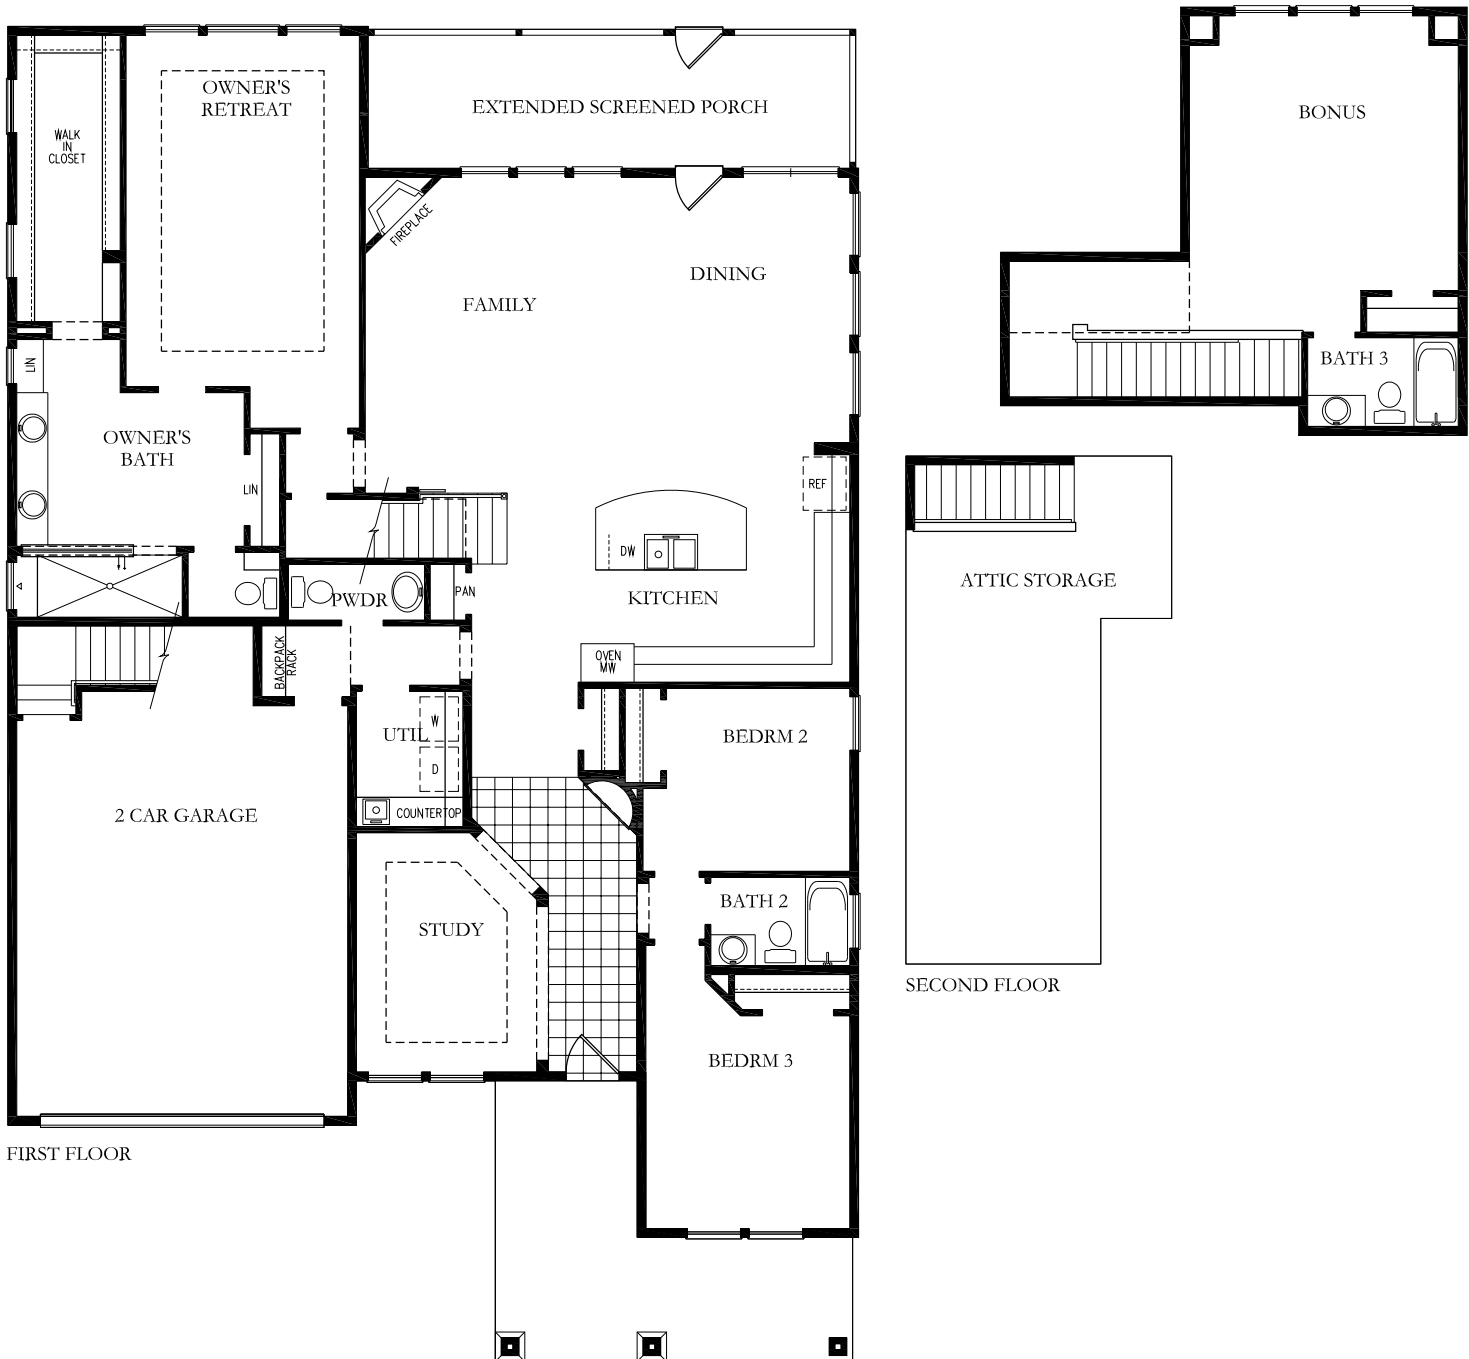 OWNER'S
RETREAT
EXTENDED SCREENED PORCH
BONUS
WALK
IN
CLOSET
FIREPLACE
DINING
FAMILY
LIN
BATH 3
OWNER'S
BATH
LIN
REF
DW
ATTIC STORAGE
PWDR
PAN
KITCHEN
BACKPACK
RACK
OVEN
MW
W
UTIL
BEDRM 2
D
2 CAR GARAGE
COUNTERTOP
BATH 2
STUDY
SECOND FLOOR
BEDRM 3
FIRST FLOOR